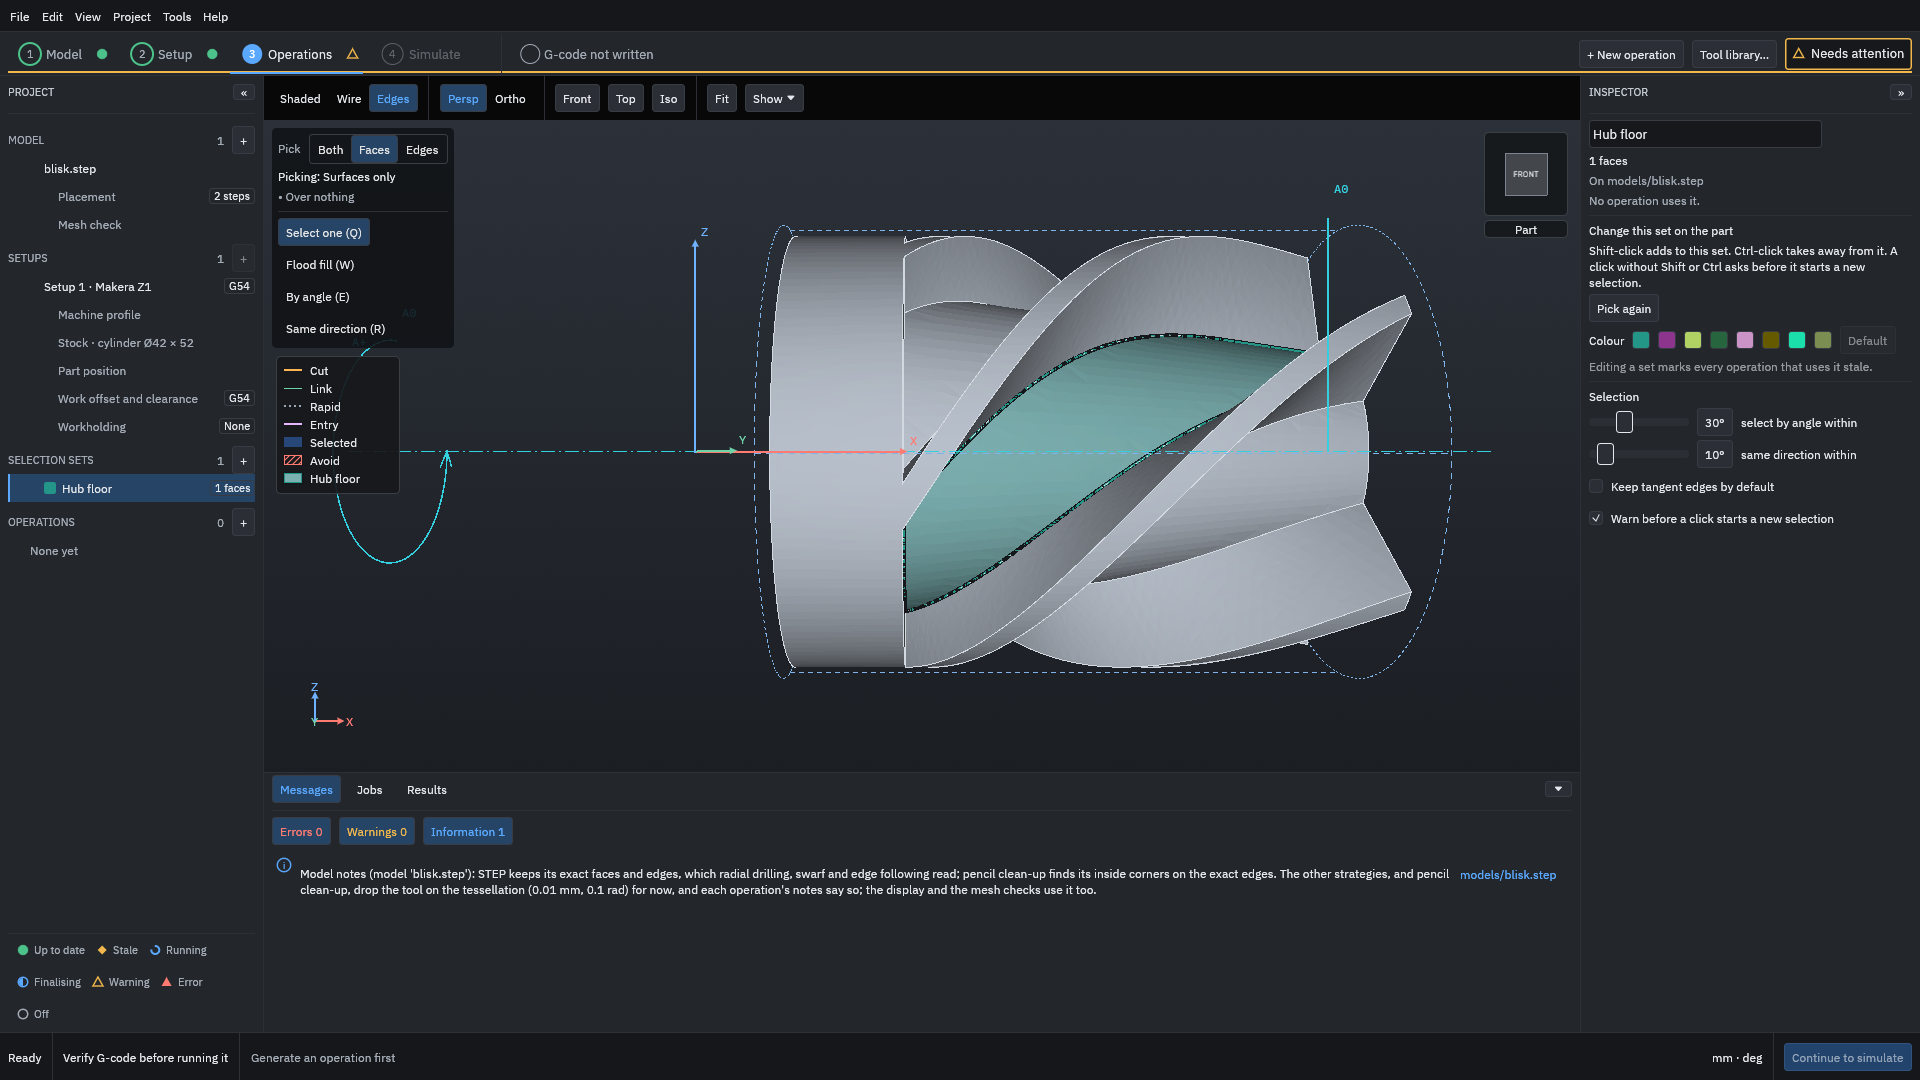 File Edit View Project Tools Help
1 Model 2 Setup 3 Operations 4 Simulate G-code not written + New operation Tool library... Needs attention
PROJECT «
MODEL 1 +
blisk.step
Placement 2 steps
Mesh check
SETUPS 1 +
Setup 1 · Makera Z1 G54
Machine profile
Stock · cylinder Ø42 × 52
Part position
Work offset and clearance G54
Workholding None
SELECTION SETS 1 +
Hub floor 1 faces
OPERATIONS 0 +
None yet
Up to date Stale Running
Finalising Warning Error
Off
Shaded Wire Edges Persp Ortho Front Top Iso Fit Show
Pick Both Faces Edges
Picking: Surfaces only
• Over nothing
Select one (Q)
Flood fill (W)
By angle (E)
Same direction (R)
A0
A+
Cut
Link
Rapid
Entry
Selected
Avoid
Hub floor
Z
Y
X
A0
FRONT
Part
Z
Y X
Messages Jobs Results
Errors 0 Warnings 0 Information 1
Model notes (model 'blisk.step'): STEP keeps its exact faces and edges, which radial drilling, swarf and edge following read; pencil clean-up finds its inside corners on the exact edges. The other strategies, and pencil models/blisk.step
clean-up, drop the tool on the tessellation (0.01 mm, 0.1 rad) for now, and each operation's notes say so; the display and the mesh checks use it too.
INSPECTOR »
Hub floor
1 faces
On models/blisk.step
No operation uses it.
Change this set on the part
Shift-click adds to this set. Ctrl-click takes away from it. A
click without Shift or Ctrl asks before it starts a new
selection.
Pick again
Colour Default
Editing a set marks every operation that uses it stale.
Selection
30° select by angle within
10° same direction within
Keep tangent edges by default
Warn before a click starts a new selection
Ready Verify G-code before running it Generate an operation first mm · deg Continue to simulate